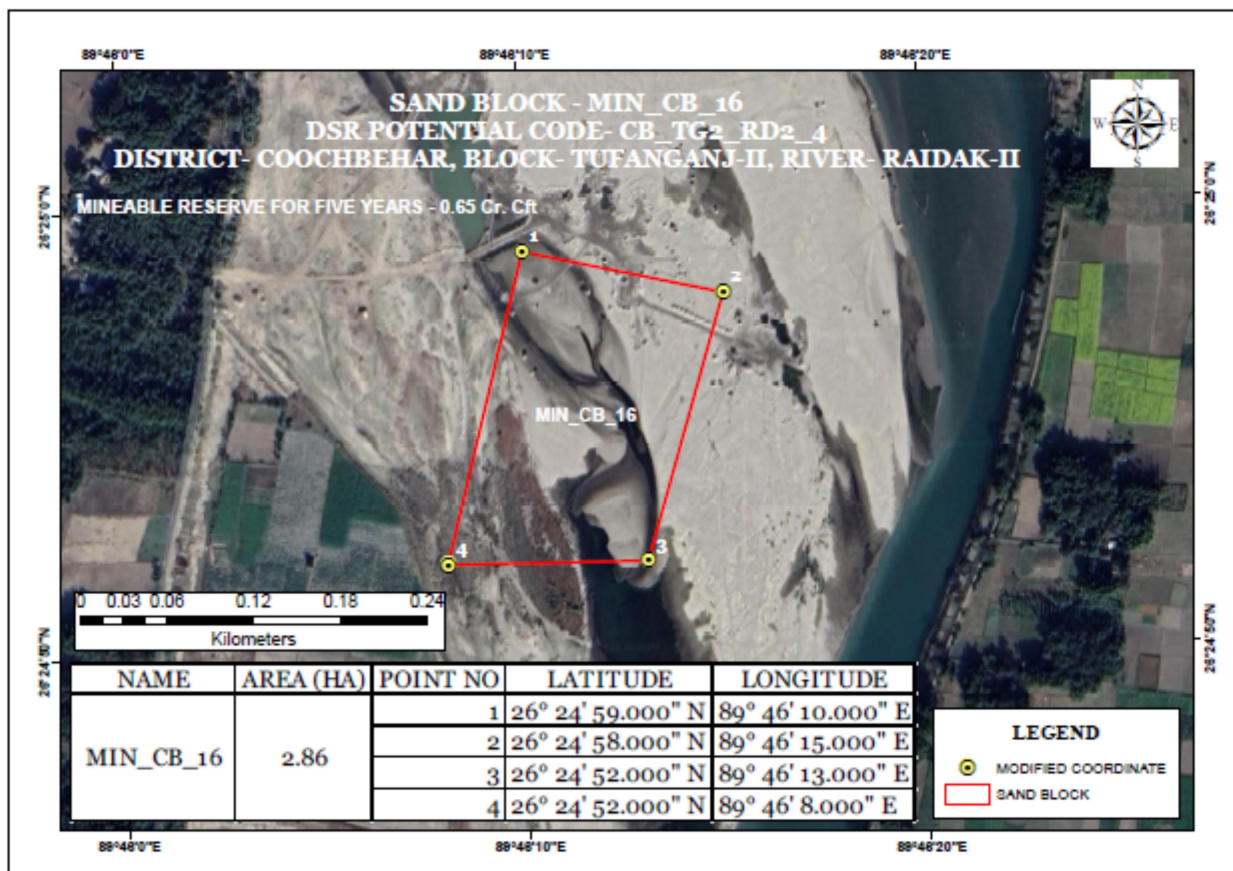 89°46'0"E 89°46'10"E 89°46'20"E
SAND BLOCK - MIN_CB_16
DSR POTENTIAL CODE- CB_TG2_RD2_4
DISTRICT- COOCHBEHAR, BLOCK- TUFANGANJ-II, RIVER- RAIDAK-II
MINEABLE RESERVE FOR FIVE YEARS - 0.65 Cr. Cft
N
W E
S
26°25'0"N 26°25'0"N
1
2
MIN_CB_16
3
4
0 0.03 0.06 0.12 0.18 0.24
Kilometers
26°24'50"N 26°24'50"N
NAME AREA (HA) POINT NO LATITUDE LONGITUDE
MIN_CB_16 2.86
1 26° 24' 59.000" N 89° 46' 10.000" E
2 26° 24' 58.000" N 89° 46' 15.000" E
3 26° 24' 52.000" N 89° 46' 13.000" E
4 26° 24' 52.000" N 89° 46' 8.000" E
LEGEND
MODIFIED COORDINATE
SAND BLOCK
89°46'0"E 89°46'10"E 89°46'20"E